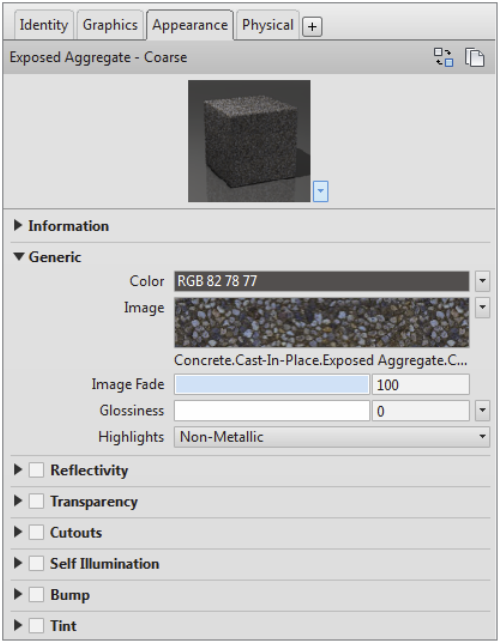 Identity Graphics Appearance Physical +
Exposed Aggregate - Coarse
Information
Generic
Color RGB 82 78 77
Image
Concrete.Cast-In-Place.Exposed Aggregate.C...
Image Fade 100
Glossiness 0
Highlights Non-Metallic
Reflectivity
Transparency
Cutouts
Self Illumination
Bump
Tint